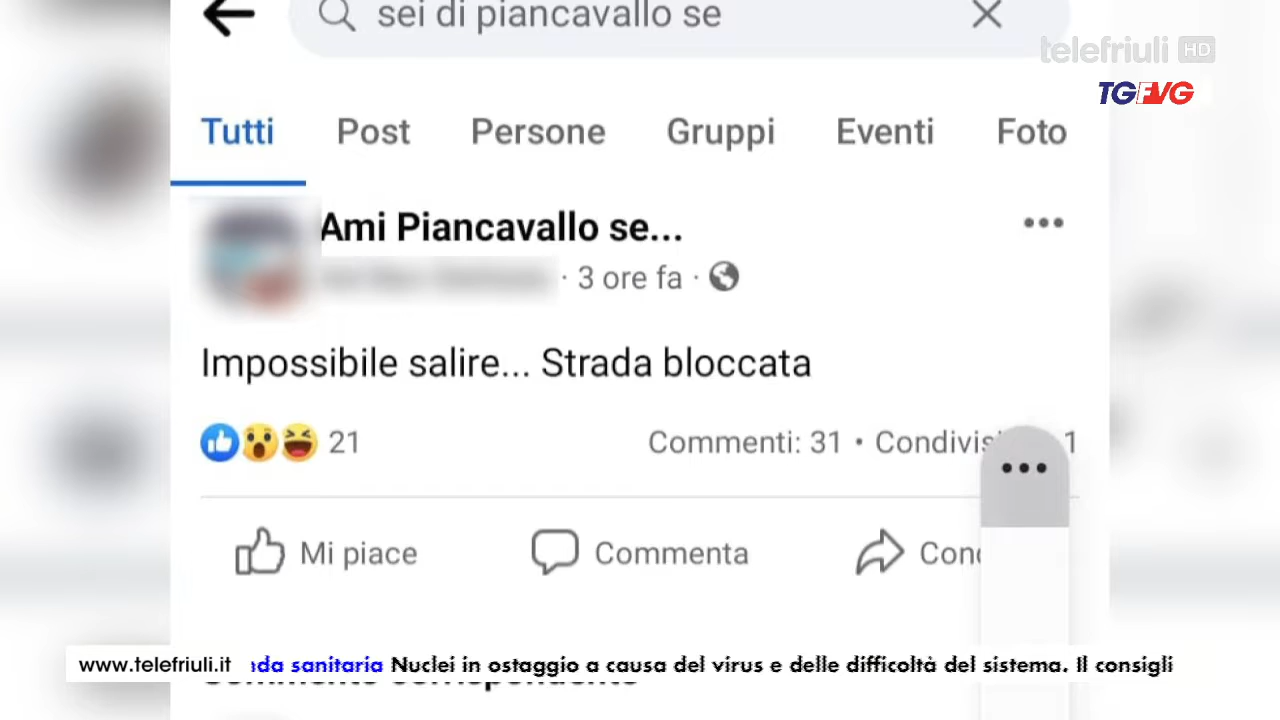 sei di piancavallo se
telefriuli HD
TGFVG
Tutti Post Persone Gruppi Eventi Foto
Ami Piancavallo se...
· 3 ore fa ·
Impossibile salire... Strada bloccata
21 Commenti: 31 • 1
Mi piace Commenta
www.telefriuli.it sanitaria Nuclei in ostaggio a causa del virus e delle difficoltà del sistema. Il consigli